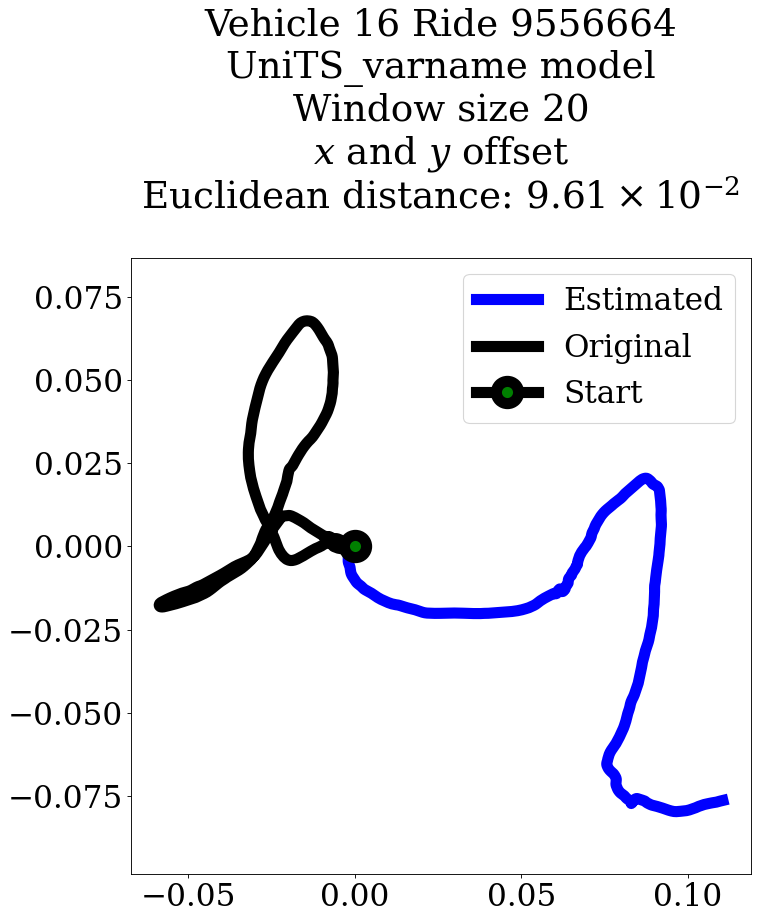 Vehicle 16 Ride 9556664
UniTS_varname model
Window size 20
x and y offset
Euclidean distance: 9.61 × 10⁻²
Estimated
Original
Start
0.075
0.050
0.025
0.000
−0.025
−0.050
−0.075
−0.05 0.00 0.05 0.10